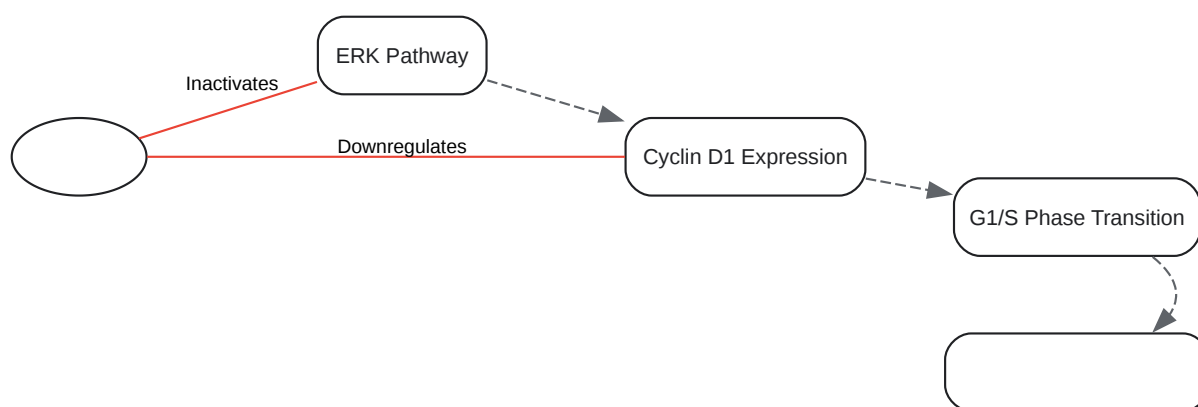 ERK Pathway
Inactivates
Downregulates
Cyclin D1 Expression
G1/S Phase Transition